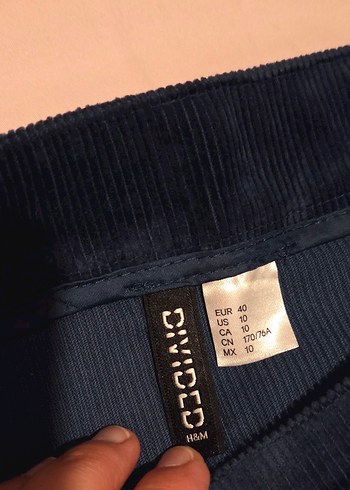 DIVIDED
H&M
EUR 40
US 10
CA 10
CN 170/76A
MX 10